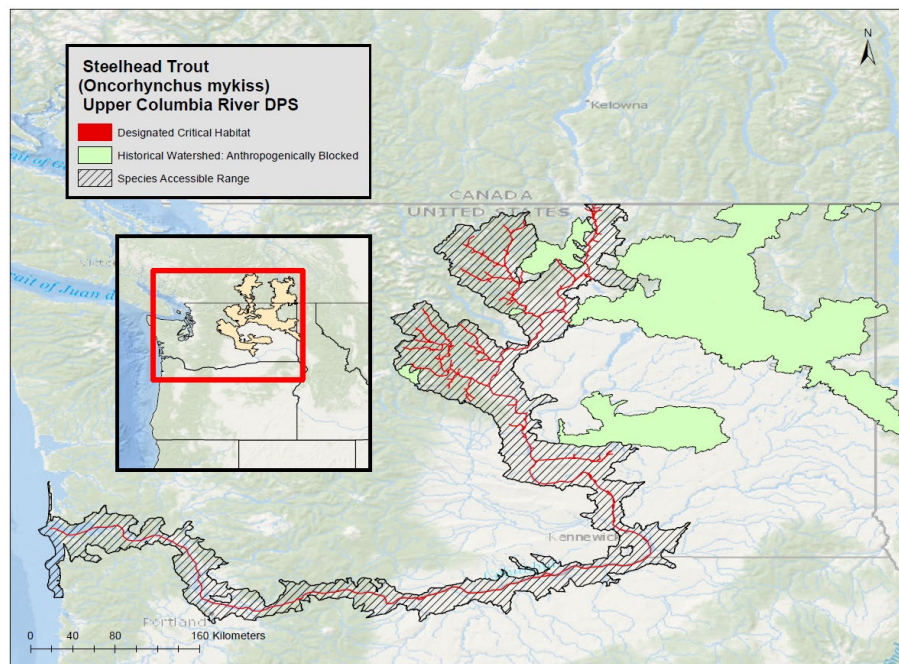 Steelhead Trout
(Oncorhynchus mykiss)
Upper Columbia River DPS
Designated Critical Habitat
Historical Watershed: Anthropogenically Blocked
Species Accessible Range
N
Kelowna
CANADA
UNITED STATES
Kennewick
Portland
0 40 80 160 Kilometers